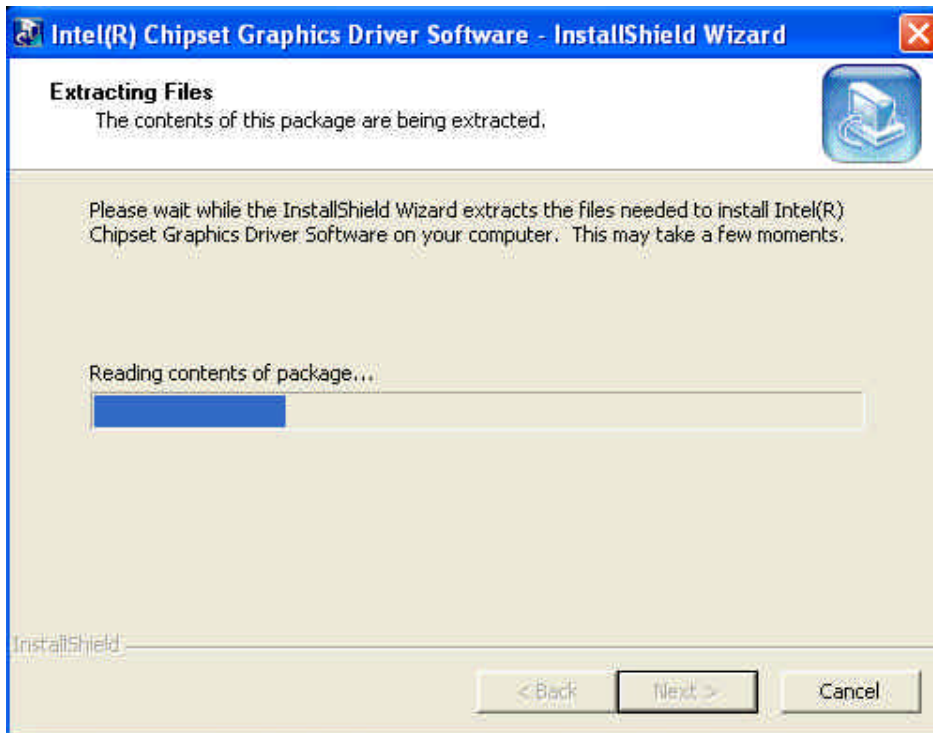 Intel(R) Chipset Graphics Driver Software - InstallShield Wizard
Extracting Files
The contents of this package are being extracted.
Please wait while the InstallShield Wizard extracts the files needed to install Intel(R)
Chipset Graphics Driver Software on your computer.  This may take a few moments.
Reading contents of package...
InstallShield
< Back Next > Cancel